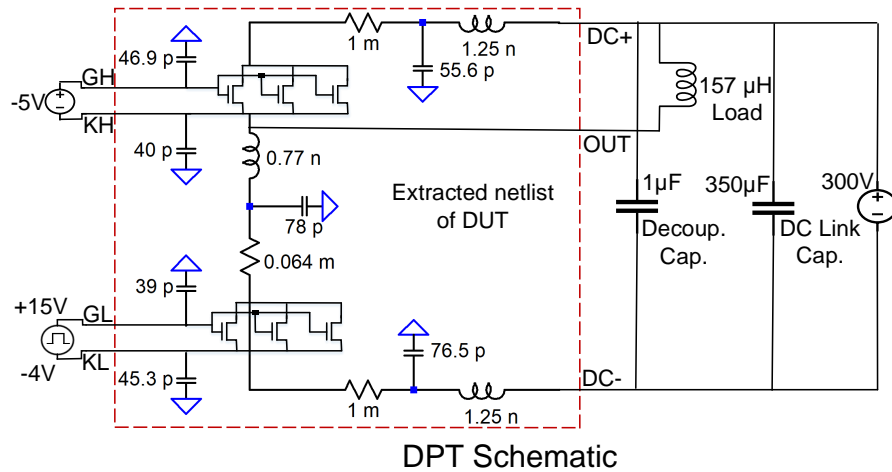 1 m
1.25 n
DC+
46.9 p
55.6 p
GH
-5V
KH
157 µH
Load
40 p
0.77 n
OUT
Extracted netlist
of DUT
1µF
Decoup.
Cap.
350µF
DC Link
Cap.
300V
78 p
0.064 m
39 p
+15V
GL
-4V
KL
76.5 p
45.3 p
DC-
1 m
1.25 n
DPT Schematic